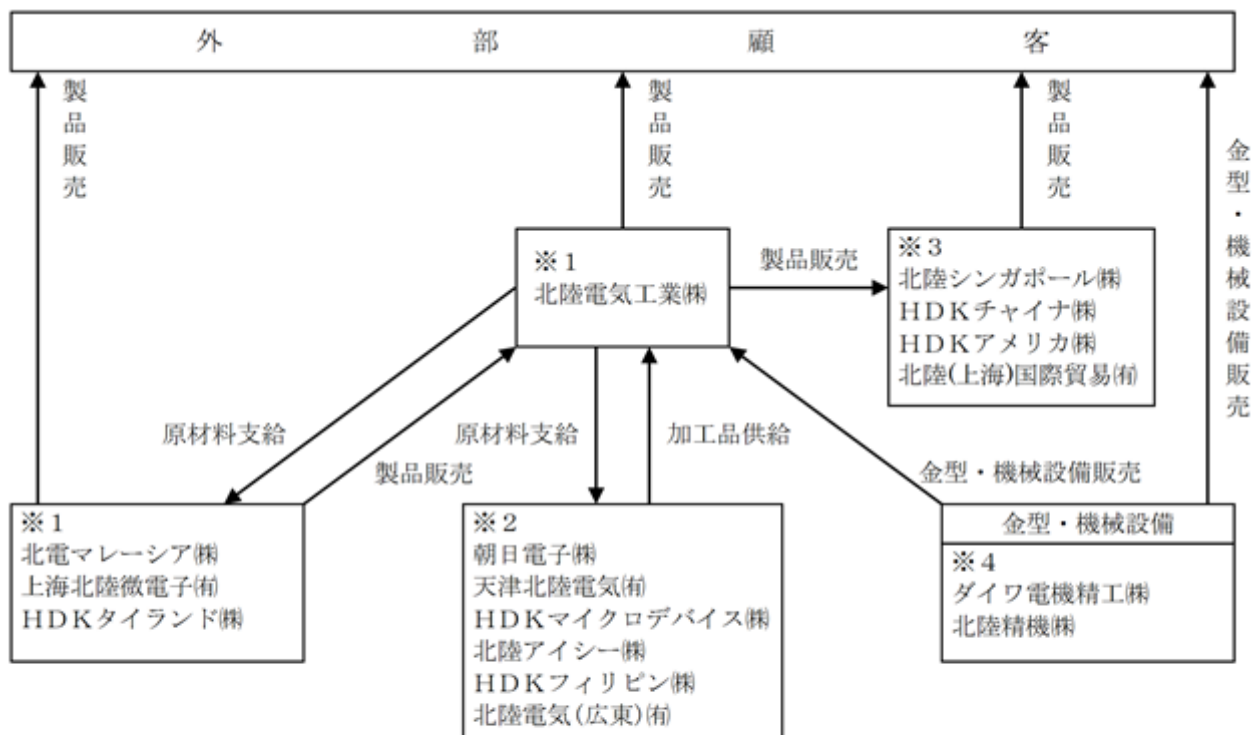 外部顧客
製品販売
製品販売
製品販売
金型・機械設備販売
※1
北陸電気工業㈱
製品販売
※3
北陸シンガポール㈱
HDKチャイナ㈱
HDKアメリカ㈱
北陸(上海)国際貿易㈲
原材料支給
製品販売
原材料支給
加工品供給
金型・機械設備販売
※1
北電マレーシア㈱
上海北陸微電子㈲
HDKタイランド㈱
※2
朝日電子㈱
天津北陸電気㈲
HDKマイクロデバイス㈱
北陸アイシー㈱
HDKフィリピン㈱
北陸電気(広東)㈲
金型・機械設備
※4
ダイワ電機精工㈱
北陸精機㈱